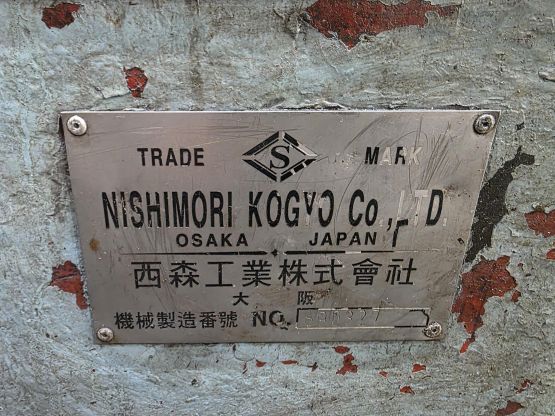 TRADE S MARK
NISHIMORI KOGYO Co.,LTD
OSAKA JAPAN
西森工業株式會社
大阪
機械製造番號 NO.